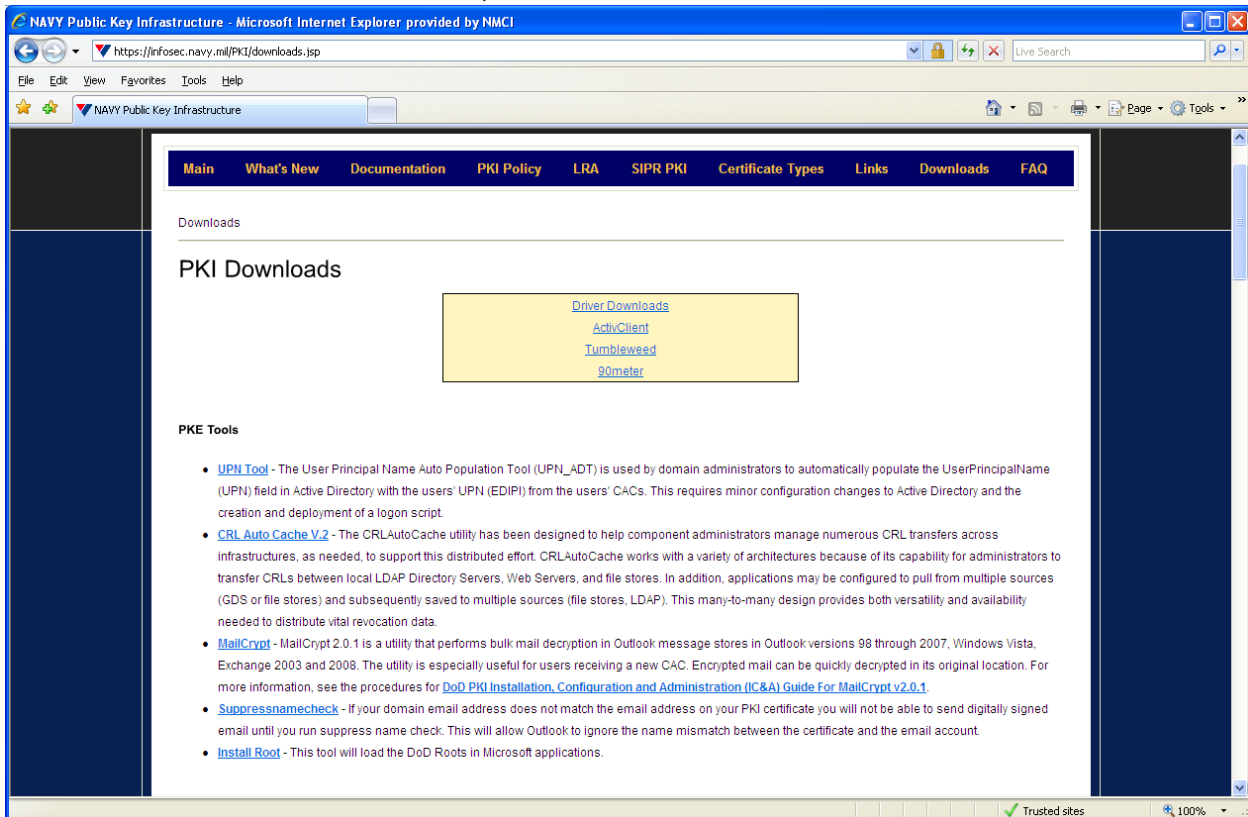 NAVY Public Key Infrastructure - Microsoft Internet Explorer provided by NMCI
https://infosec.navy.mil/PKI/downloads.jsp
Live Search
File Edit View Favorites Tools Help
NAVY Public Key Infrastructure
Page Tools
Main What's New Documentation PKI Policy LRA SIPR PKI Certificate Types Links Downloads FAQ
Downloads
PKI Downloads
Driver Downloads
ActivClient
Tumbleweed
90meter
PKE Tools
UPN Tool - The User Principal Name Auto Population Tool (UPN_ADT) is used by domain administrators to automatically populate the UserPrincipalName
(UPN) field in Active Directory with the users' UPN (EDIPI) from the users' CACs. This requires minor configuration changes to Active Directory and the
creation and deployment of a logon script.
CRL Auto Cache V.2 - The CRLAutoCache utility has been designed to help component administrators manage numerous CRL transfers across
infrastructures, as needed, to support this distributed effort. CRLAutoCache works with a variety of architectures because of its capability for administrators to
transfer CRLs between local LDAP Directory Servers, Web Servers, and file stores. In addition, applications may be configured to pull from multiple sources
(GDS or file stores) and subsequently saved to multiple sources (file stores, LDAP). This many-to-many design provides both versatility and availability
needed to distribute vital revocation data.
MailCrypt - MailCrypt 2.0.1 is a utility that performs bulk mail decryption in Outlook message stores in Outlook versions 98 through 2007, Windows Vista,
Exchange 2003 and 2008. The utility is especially useful for users receiving a new CAC. Encrypted mail can be quickly decrypted in its original location. For
more information, see the procedures for DoD PKI Installation, Configuration and Administration (IC&A) Guide For MailCrypt v2.0.1.
Suppressnamecheck - If your domain email address does not match the email address on your PKI certificate you will not be able to send digitally signed
email until you run suppress name check. This will allow Outlook to ignore the name mismatch between the certificate and the email account.
Install Root - This tool will load the DoD Roots in Microsoft applications.
Trusted sites 100%